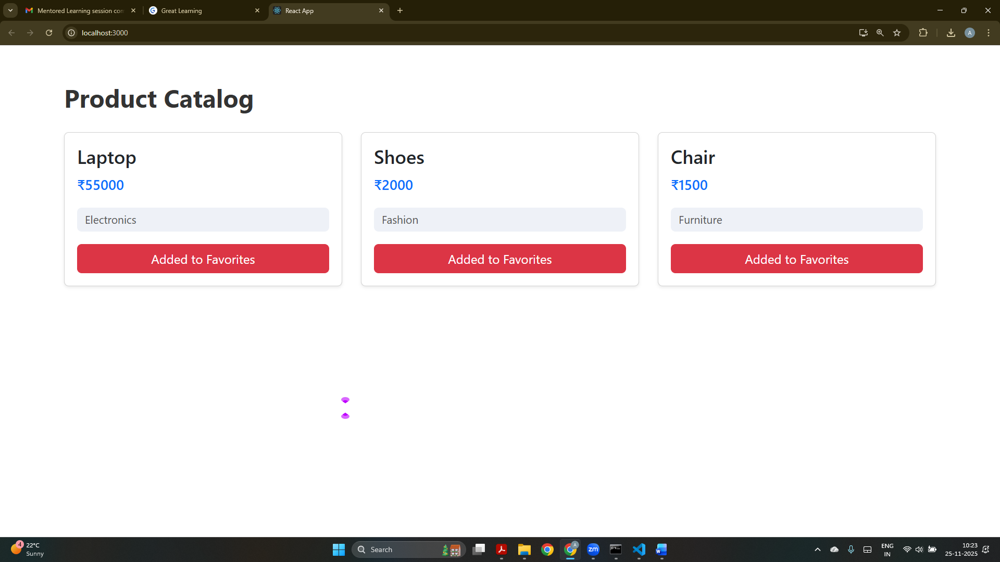 Mentored Learning session con
Great Learning
React App
localhost:3000
A
Product Catalog
Laptop
₹55000
Electronics
Added to Favorites
Shoes
₹2000
Fashion
Added to Favorites
Chair
₹1500
Furniture
Added to Favorites
4
22°C
Sunny
Search
A
zm
W
ENG
IN
10:23
25-11-2025